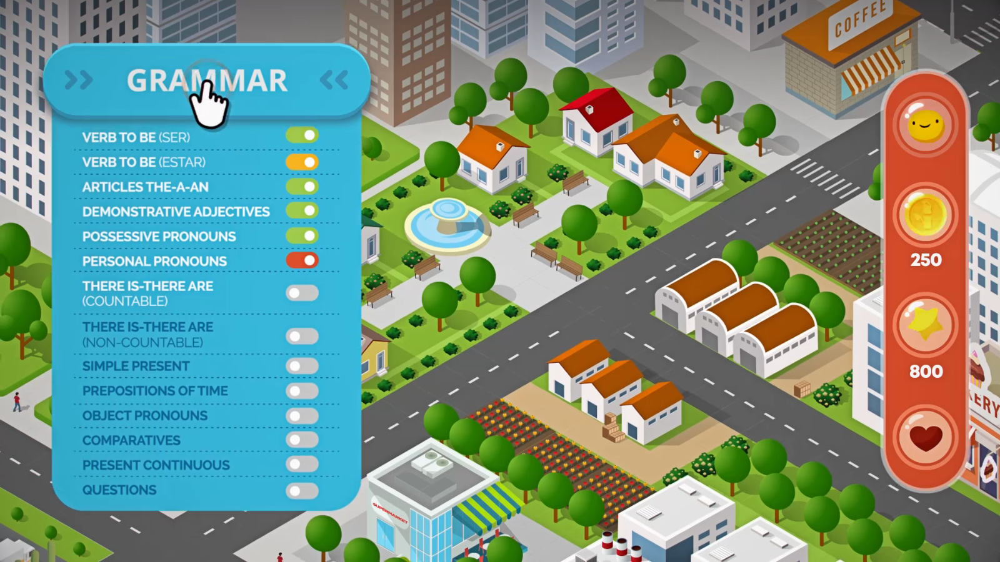 COFFEE
GRAMMAR
VERB TO BE (SER)
VERB TO BE (ESTAR)
ARTICLES THE-A-AN
DEMONSTRATIVE ADJECTIVES
POSSESSIVE PRONOUNS
PERSONAL PRONOUNS
THERE IS-THERE ARE
(COUNTABLE)
THERE IS-THERE ARE
(NON-COUNTABLE)
SIMPLE PRESENT
PREPOSITIONS OF TIME
OBJECT PRONOUNS
COMPARATIVES
PRESENT CONTINUOUS
QUESTIONS
250
800
KERY
SUPERMARKET